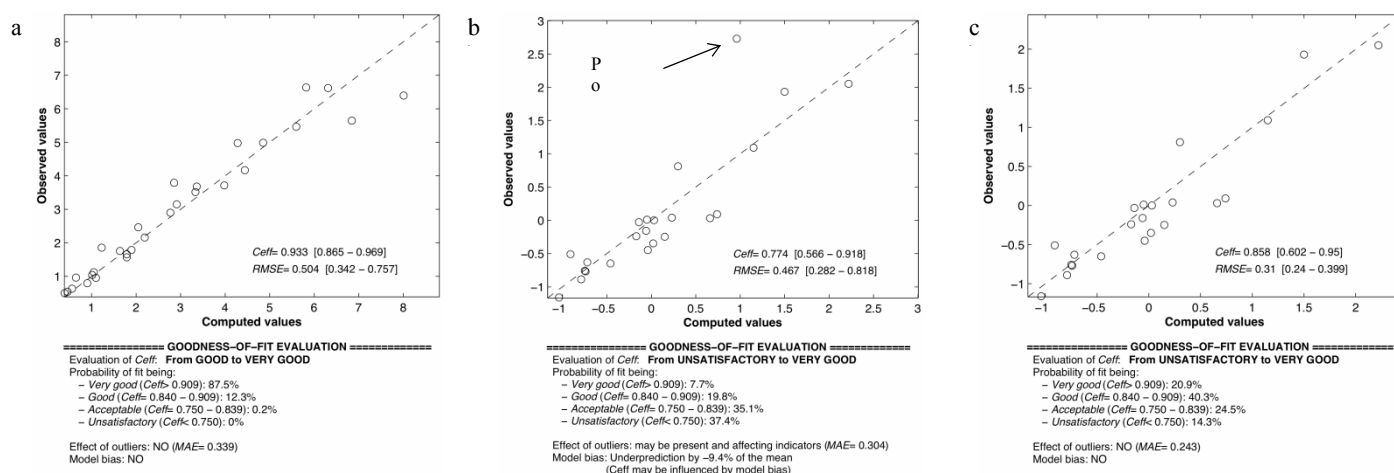 a
8
7
6
5
4
3
2
1
Observed values
Ceff= 0.933 [0.865 – 0.969]
RMSE= 0.504 [0.342 – 0.757]
1 2 3 4 5 6 7 8
Computed values
================ GOODNESS–OF–FIT EVALUATION =============
Evaluation of Ceff: From GOOD to VERY GOOD
Probability of fit being:
– Very good (Ceff> 0.909): 87.5%
– Good (Ceff= 0.840 – 0.909): 12.3%
– Acceptable (Ceff= 0.750 – 0.839): 0.2%
– Unsatisfactory (Ceff< 0.750): 0%
Effect of outliers: NO (MAE= 0.339)
Model bias: NO
b
3
2.5
2
1.5
1
0.5
0
−0.5
−1
Observed values
P
o
Ceff= 0.774 [0.566 – 0.918]
RMSE= 0.467 [0.282 – 0.818]
−1 −0.5 0 0.5 1 1.5 2 2.5 3
Computed values
================ GOODNESS–OF–FIT EVALUATION =============
Evaluation of Ceff: From UNSATISFACTORY to VERY GOOD
Probability of fit being:
– Very good (Ceff> 0.909): 7.7%
– Good (Ceff= 0.840 – 0.909): 19.8%
– Acceptable (Ceff= 0.750 – 0.839): 35.1%
– Unsatisfactory (Ceff< 0.750): 37.4%
Effect of outliers: may be present and affecting indicators (MAE= 0.304)
Model bias: Underprediction by −9.4% of the mean
(Ceff may be influenced by model bias)
c
2
1.5
1
0.5
0
−0.5
−1
Observed values
Ceff= 0.858 [0.602 – 0.95]
RMSE= 0.31 [0.24 – 0.399]
−1 −0.5 0 0.5 1 1.5 2
Computed values
================ GOODNESS–OF–FIT EVALUATION =============
Evaluation of Ceff: From UNSATISFACTORY to VERY GOOD
Probability of fit being:
– Very good (Ceff> 0.909): 20.9%
– Good (Ceff= 0.840 – 0.909): 40.3%
– Acceptable (Ceff= 0.750 – 0.839): 24.5%
– Unsatisfactory (Ceff< 0.750): 14.3%
Effect of outliers: NO (MAE= 0.243)
Model bias: NO